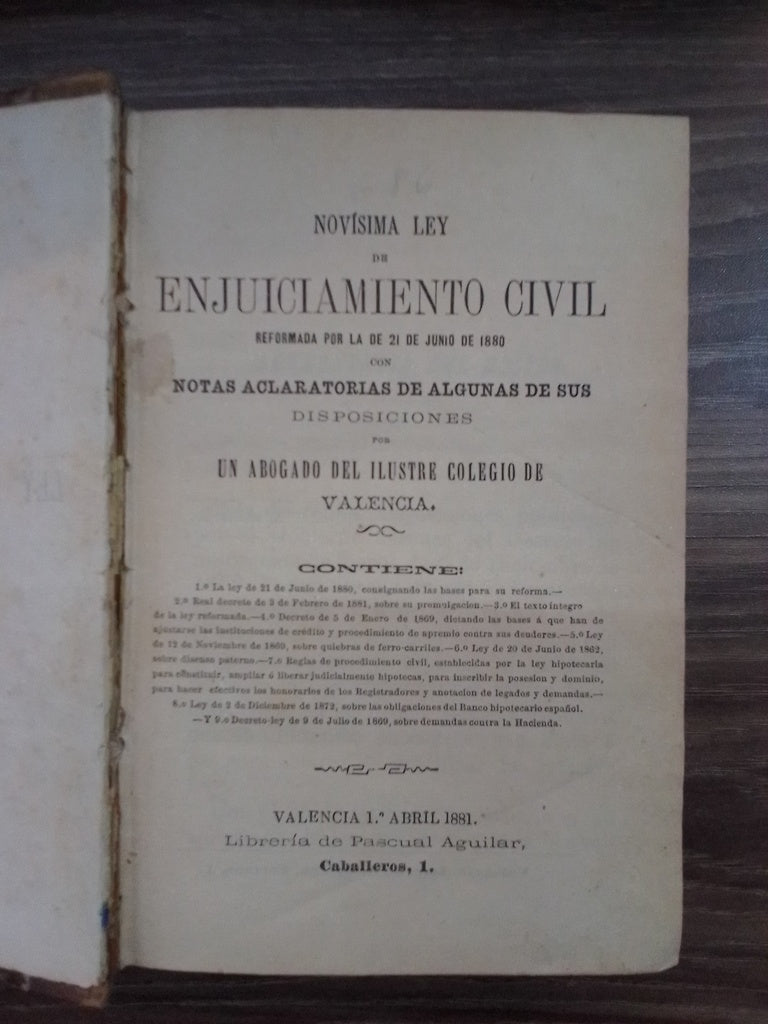 NOVÍSIMA LEY
DE
ENJUICIAMIENTO CIVIL
REFORMADA POR LA DE 21 DE JUNIO DE 1880
CON
NOTAS ACLARATORIAS DE ALGUNAS DE SUS
DISPOSICIONES
POR
UN ABOGADO DEL ILUSTRE COLEGIO DE
VALENCIA.
CONTIENE:
1.º La ley de 21 de Junio de 1880, consignando las bases para su reforma.—
2.º Real decreto de 3 de Febrero de 1881, sobre su promulgacion.—3.º El texto íntegro
de la ley reformada.—4.º Decreto de 5 de Enero de 1869, dictando las bases á que han de
ajustarse las instituciones de crédito y procedimiento de apremio contra sus deudores.—5.º Ley
de 12 de Noviembre de 1869, sobre quiebras de ferro-carriles.—6.º Ley de 20 de Junio de 1862,
sobre disenso paterno.—7.º Reglas de procedimiento civil, establecidas por la ley hipotecaria
para constituir, ampliar ó liberar judicialmente hipotecas, para inscribir la posesion y dominio,
para hacer efectivos los honorarios de los Registradores y anotacion de legados y demandas.—
8.º Ley de 2 de Diciembre de 1872, sobre las obligaciones del Banco hipotecario español.
—Y 9.º Decreto-ley de 9 de Julio de 1869, sobre demandas contra la Hacienda.
VALENCIA 1.º ABRIL 1881.
Librería de Pascual Aguilar,
Caballeros, 1.